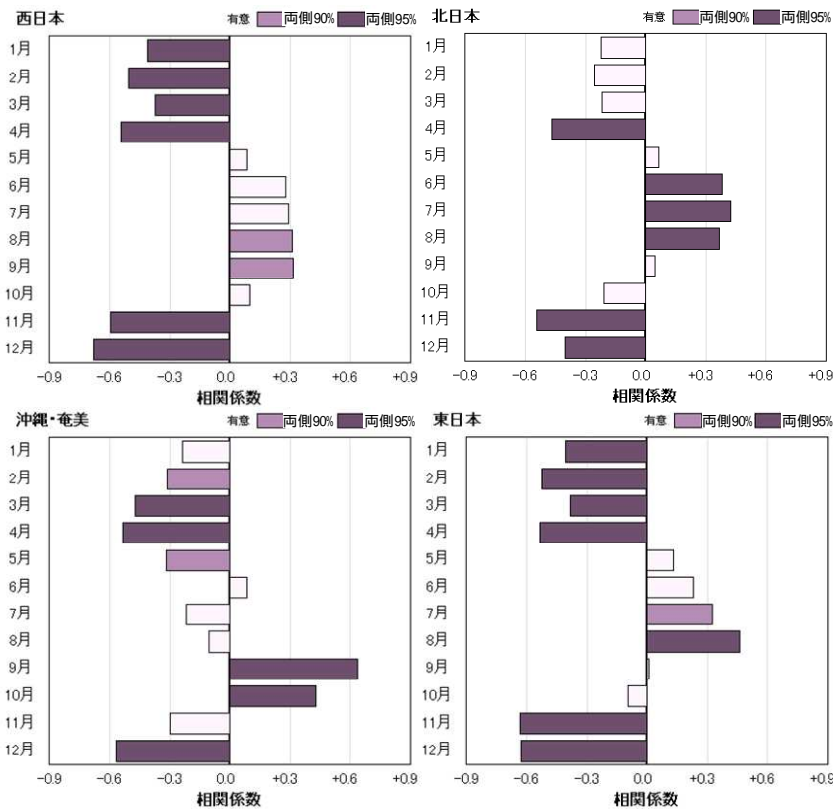 西日本
有意 両側90% 両側95%
1月
2月
3月
4月
5月
6月
7月
8月
9月
10月
11月
12月
−0.9 −0.6 −0.3 0.0 +0.3 +0.6 +0.9
相関係数
北日本
有意 両側90% 両側95%
1月
2月
3月
4月
5月
6月
7月
8月
9月
10月
11月
12月
−0.9 −0.6 −0.3 0.0 +0.3 +0.6 +0.9
相関係数
沖縄・奄美
有意 両側90% 両側95%
1月
2月
3月
4月
5月
6月
7月
8月
9月
10月
11月
12月
−0.9 −0.6 −0.3 0.0 +0.3 +0.6 +0.9
相関係数
東日本
有意 両側90% 両側95%
1月
2月
3月
4月
5月
6月
7月
8月
9月
10月
11月
12月
−0.9 −0.6 −0.3 0.0 +0.3 +0.6 +0.9
相関係数